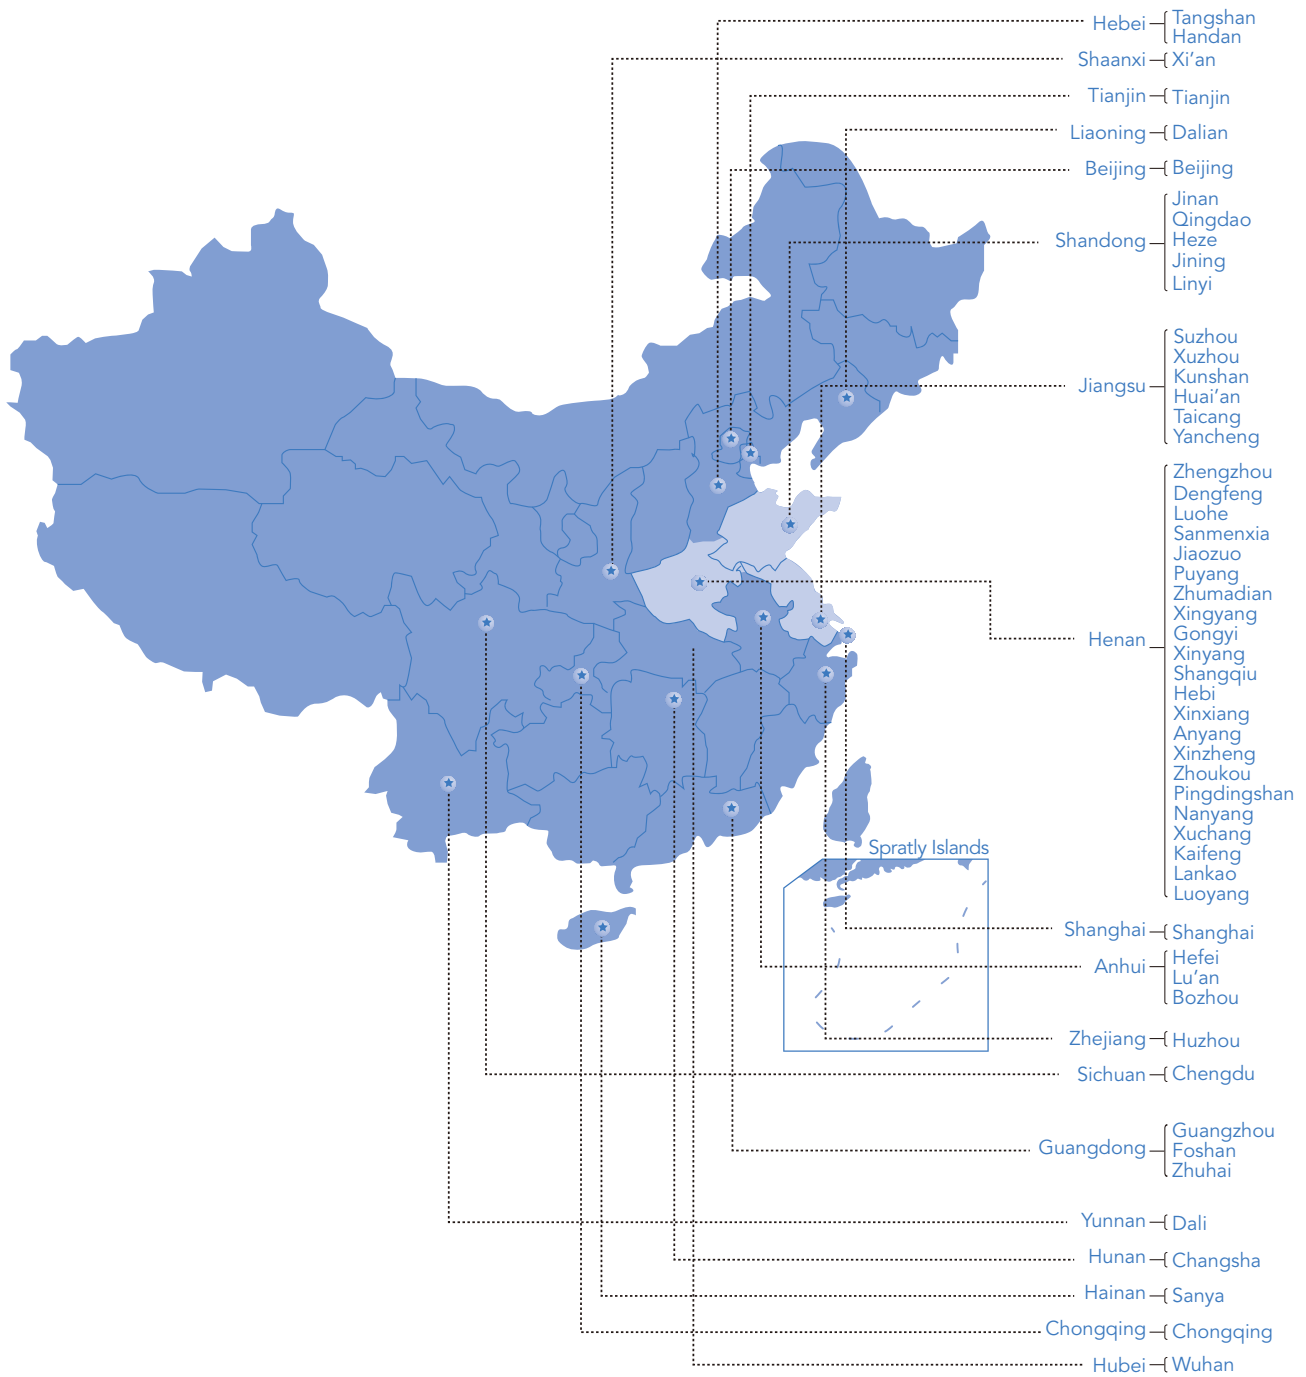 Hebei
Tangshan
Handan
Shaanxi
Xi’an
Tianjin
Tianjin
Liaoning
Dalian
Beijing
Beijing
Shandong
Jinan
Qingdao
Heze
Jining
Linyi
Jiangsu
Suzhou
Xuzhou
Kunshan
Huai’an
Taicang
Yancheng
Henan
Zhengzhou
Dengfeng
Luohe
Sanmenxia
Jiaozuo
Puyang
Zhumadian
Xingyang
Gongyi
Xinyang
Shangqiu
Hebi
Xinxiang
Anyang
Xinzheng
Zhoukou
Pingdingshan
Nanyang
Xuchang
Kaifeng
Lankao
Luoyang
Spratly Islands
Shanghai
Shanghai
Anhui
Hefei
Lu’an
Bozhou
Zhejiang
Huzhou
Sichuan
Chengdu
Guangdong
Guangzhou
Foshan
Zhuhai
Yunnan
Dali
Hunan
Changsha
Hainan
Sanya
Chongqing
Chongqing
Hubei
Wuhan